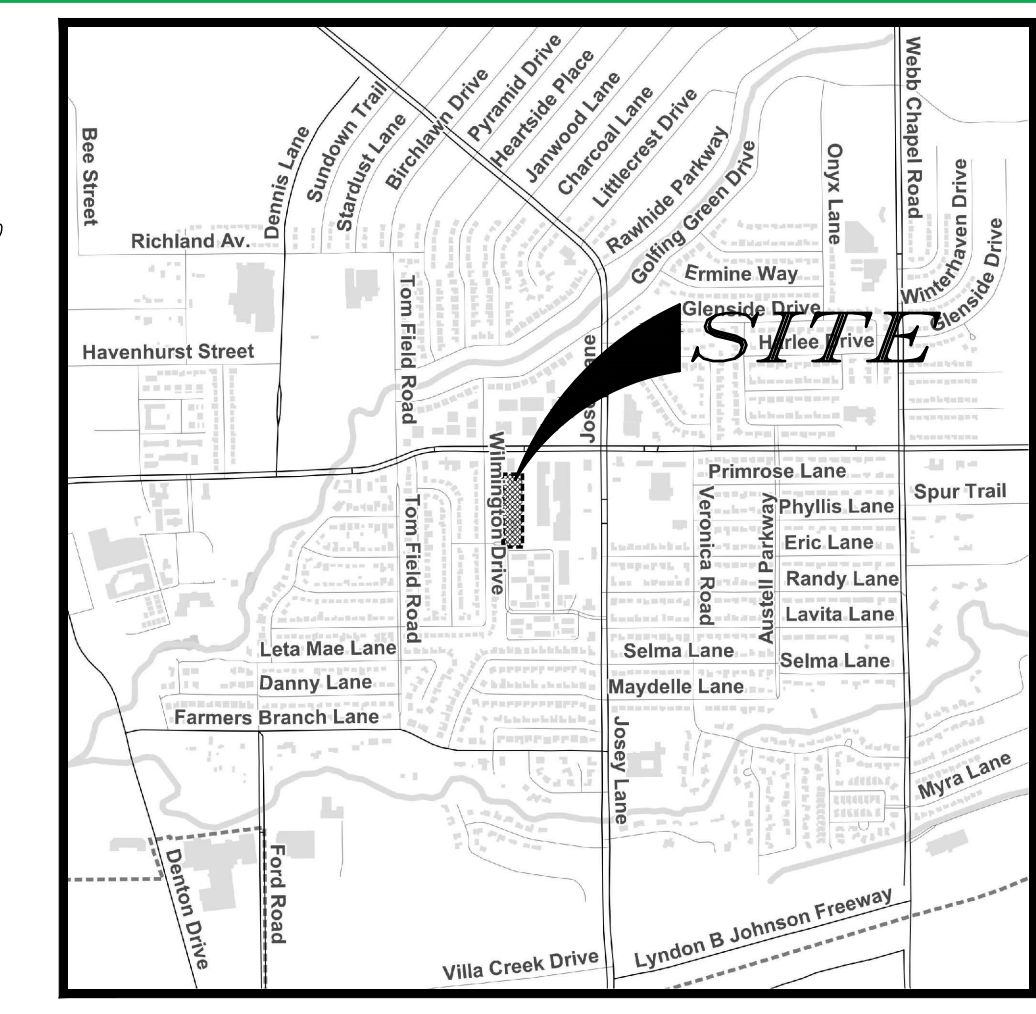 Bee Street
Dennis Lane
Sundown Trail
Stardust Lane
Birchlawn Drive
Pyramid Drive
Heartside Place
Janwood Lane
Charcoal Lane
Littlecrest Drive
Rawhide Parkway
Golfing Green Drive
Onyx Lane
Webb Chapel Road
Winterhaven Drive
Glenside Drive
Richland Av.
Tom Field Road
Ermine Way
Glenside Drive
SITE
Harlee Drive
Havenhurst Street
Wilmington Drive
Primrose Lane
Spur Trail
Tom Field Road
Veronica Road
Austell Parkway
Phyllis Lane
Eric Lane
Randy Lane
Lavita Lane
Leta Mae Lane
Selma Lane
Selma Lane
Danny Lane
Maydelle Lane
Farmers Branch Lane
Josey Lane
Myra Lane
Denton Drive
Ford Road
Villa Creek Drive
Lyndon B Johnson Freeway